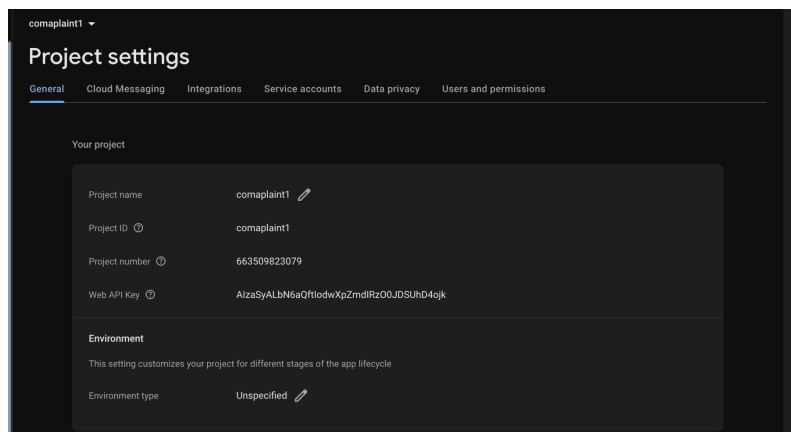 comaplaint1
Project settings
General Cloud Messaging Integrations Service accounts Data privacy Users and permissions
Your project
Project name comaplaint1
Project ID comaplaint1
Project number 663509823079
Web API Key AIzaSyALbN6aQftIodwXpZmdIRzO0JDSUhD4ojk
Environment
This setting customizes your project for different stages of the app lifecycle
Environment type Unspecified